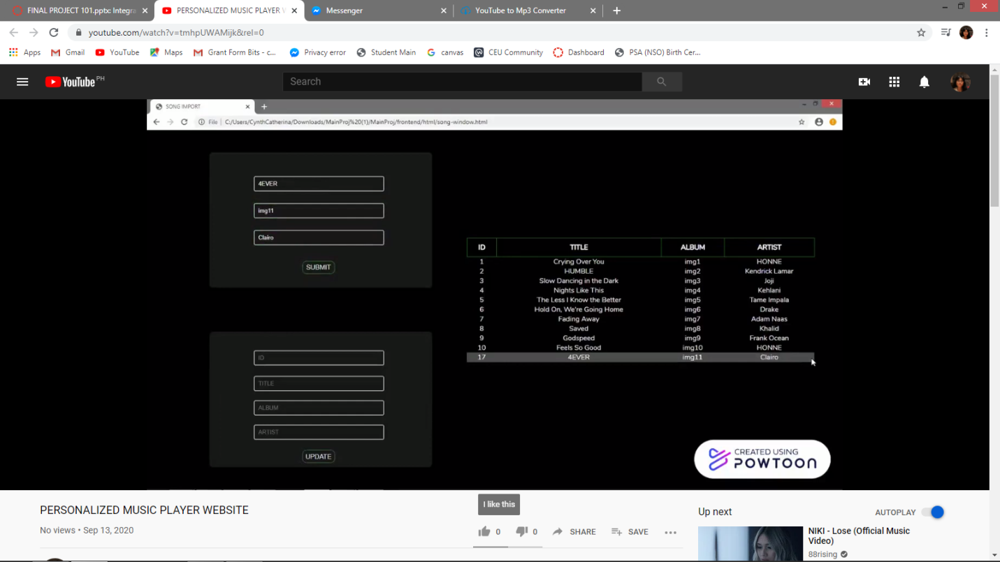 FINAL PROJECT 101.pptx: Integra
PERSONALIZED MUSIC PLAYER W
Messenger
YouTube to Mp3 Converter
youtube.com/watch?v=tmhpUWAMijk&rel=0
Apps Gmail YouTube Maps Grant Form Bits - c... Privacy error Student Main canvas CEU Community Dashboard PSA (NSO) Birth Cer...
YouTube PH
Search
SONG IMPORT
File C:/Users/CynthCatherina/Downloads/MainProj%20(1)/MainProj/frontend/html/song-window.html
4EVER
img11
Clairo
SUBMIT
ID
TITLE
ALBUM
ARTIST
UPDATE
ID TITLE ALBUM ARTIST
1 Crying Over You img1 HONNE
2 HUMBLE img2 Kendrick Lamar
3 Slow Dancing in the Dark img3 Joji
4 Nights Like This img4 Kehlani
5 The Less I Know the Better img5 Tame Impala
6 Hold On, We're Going Home img6 Drake
7 Fading Away img7 Adam Naas
8 Saved img8 Khalid
9 Godspeed img9 Frank Ocean
10 Feels So Good img10 HONNE
17 4EVER img11 Clairo
CREATED USING
POWTOON
PERSONALIZED MUSIC PLAYER WEBSITE
No views • Sep 13, 2020
I like this
0 0 SHARE SAVE
Up next
AUTOPLAY
NIKI - Lose (Official Music
Video)
88rising